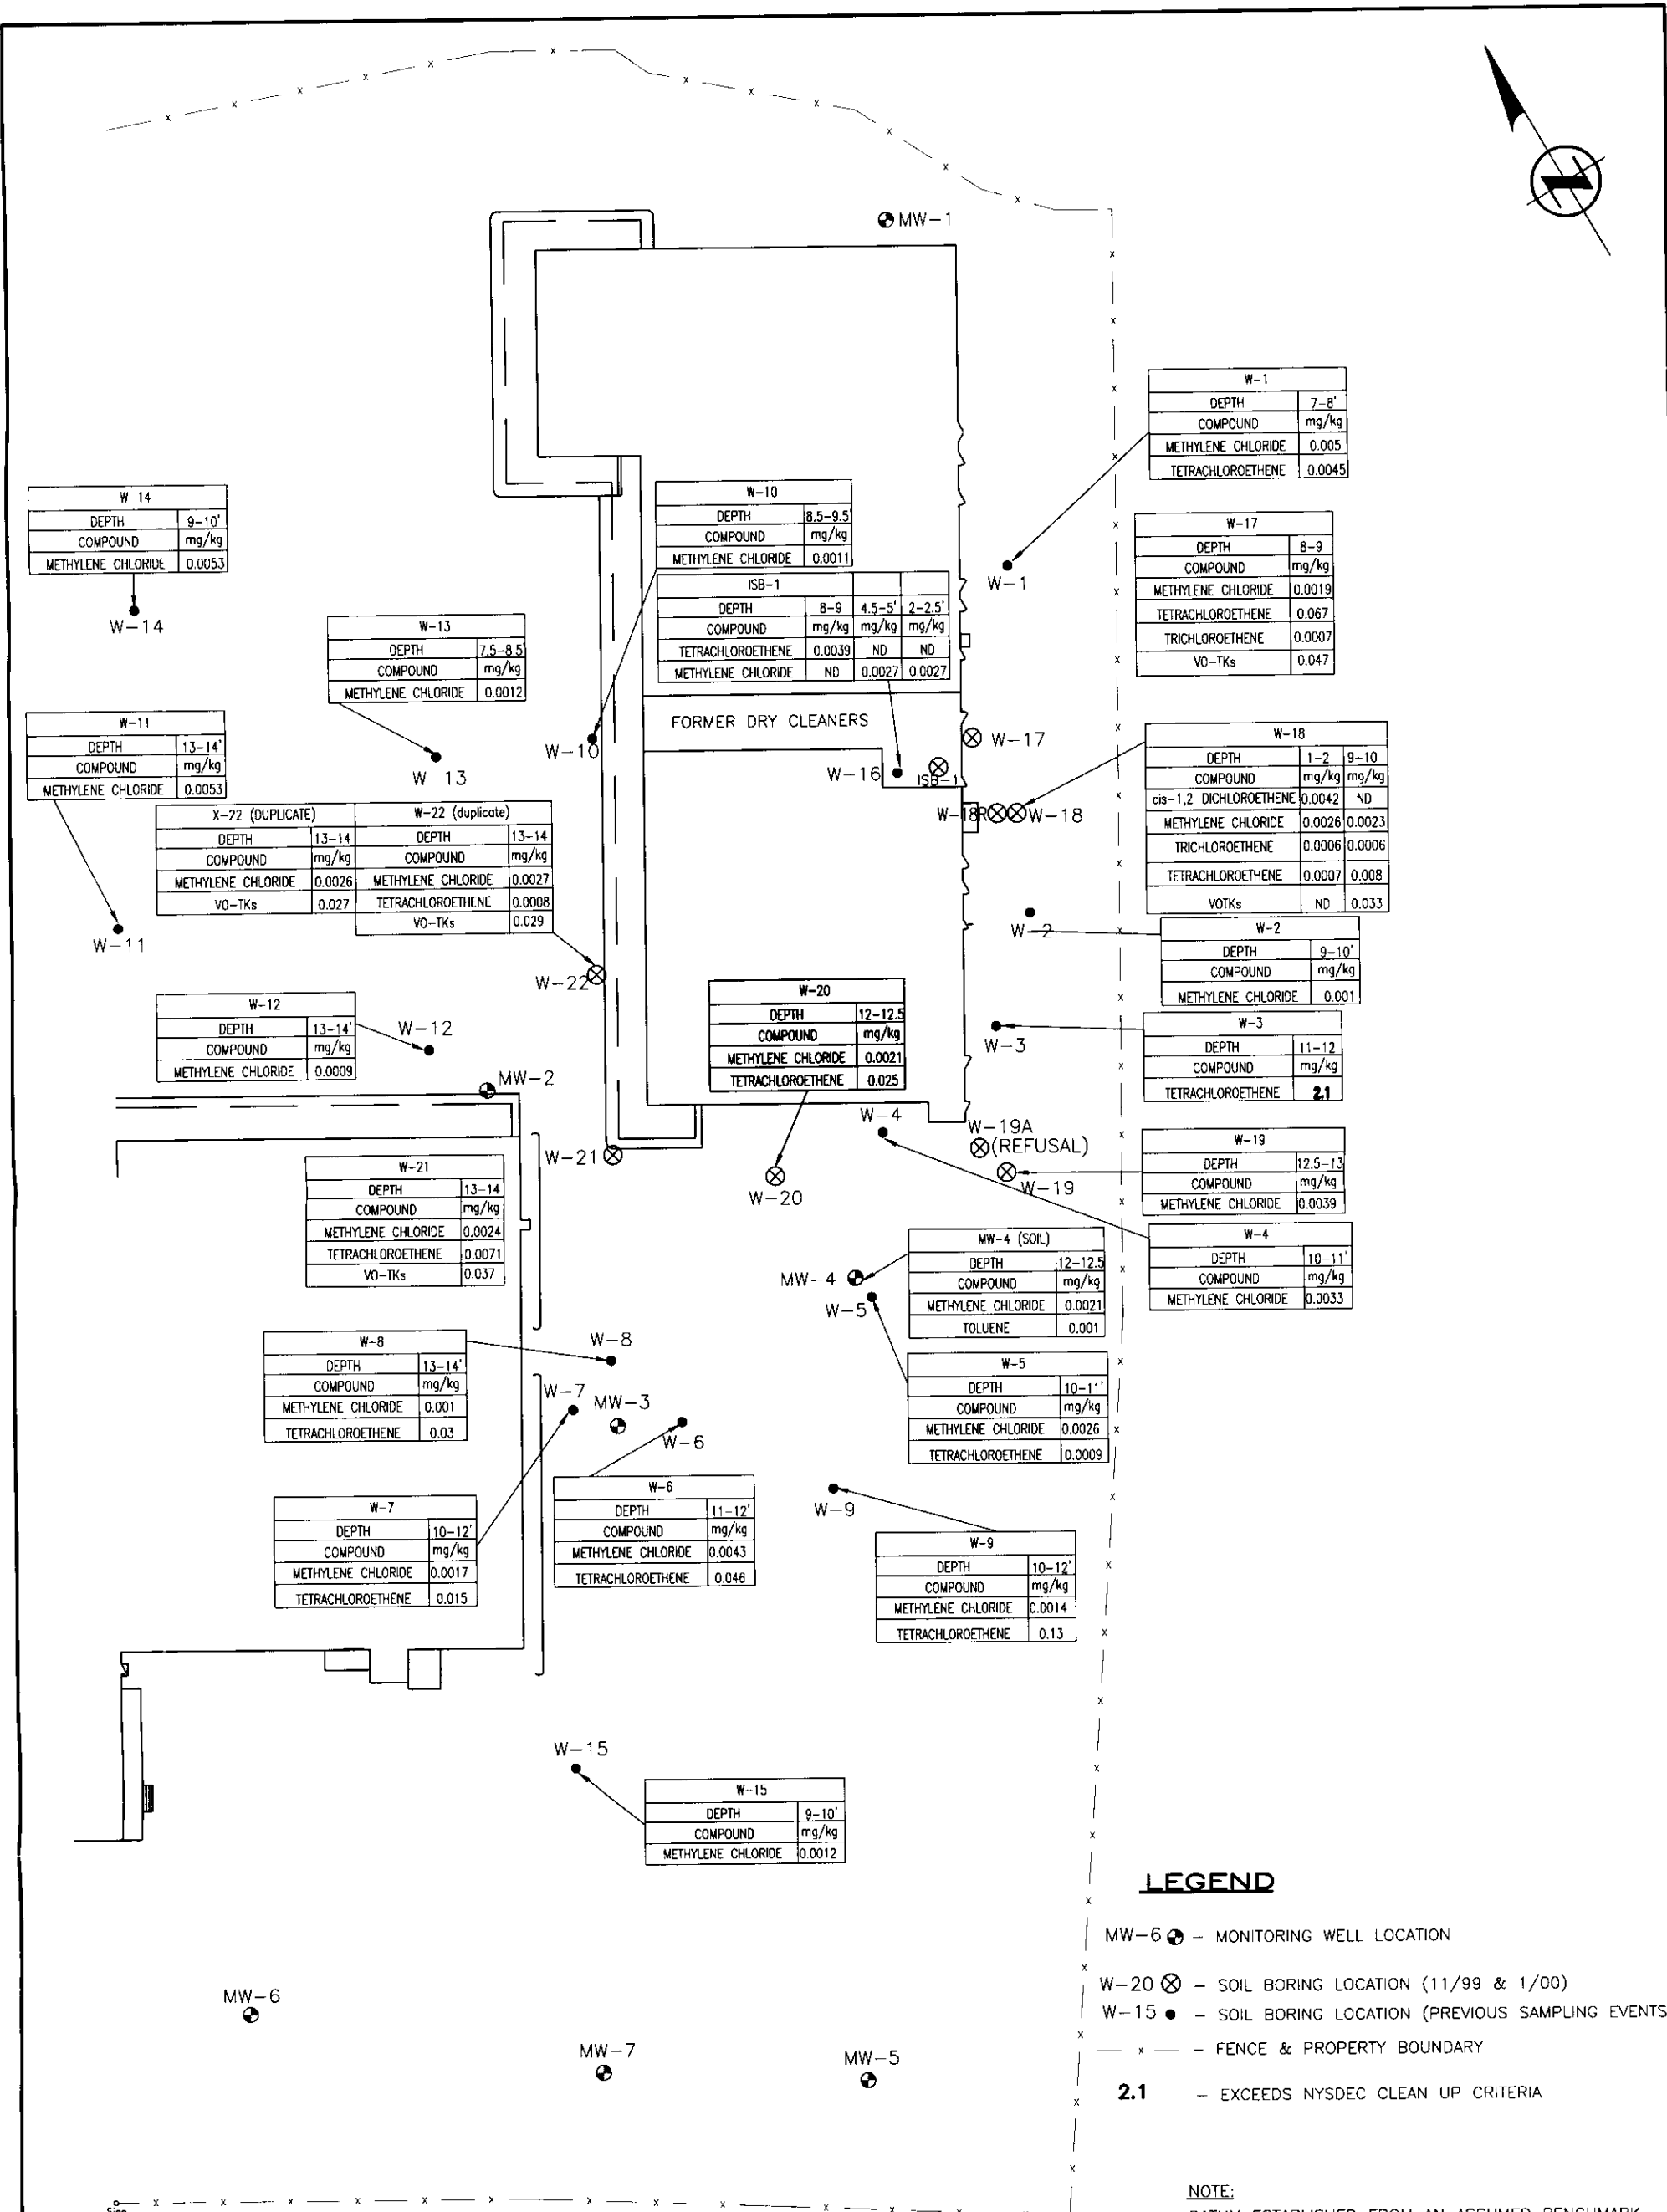 MW-1
W-1
DEPTH 7-8'
COMPOUND mg/kg
METHYLENE CHLORIDE 0.005
TETRACHLOROETHENE 0.0045
W-1
W-14
DEPTH 9-10'
COMPOUND mg/kg
METHYLENE CHLORIDE 0.0053
W-14
W-10
DEPTH 8.5-9.5'
COMPOUND mg/kg
METHYLENE CHLORIDE 0.0011
ISB-1
DEPTH 8-9 4.5-5' 2-2.5'
COMPOUND mg/kg mg/kg mg/kg
TETRACHLOROETHENE 0.0039 ND ND
METHYLENE CHLORIDE ND 0.0027 0.0027
W-17
DEPTH 8-9
COMPOUND mg/kg
METHYLENE CHLORIDE 0.0019
TETRACHLOROETHENE 0.067
TRICHLOROETHENE 0.0007
VO-TKs 0.047
W-13
DEPTH 7.5-8.5'
COMPOUND mg/kg
METHYLENE CHLORIDE 0.0012
W-13
FORMER DRY CLEANERS
W-10
W-16
ISB-1
W-17
W-18R
W-18
W-18
DEPTH 1-2 9-10
COMPOUND mg/kg mg/kg
cis-1,2-DICHLOROETHENE 0.0042 ND
METHYLENE CHLORIDE 0.0026 0.0023
TRICHLOROETHENE 0.0006 0.0006
TETRACHLOROETHENE 0.0007 0.008
VOTKs ND 0.033
W-11
DEPTH 13-14'
COMPOUND mg/kg
METHYLENE CHLORIDE 0.0053
W-11
X-22 (DUPLICATE) W-22 (duplicate)
DEPTH 13-14 DEPTH 13-14
COMPOUND mg/kg COMPOUND mg/kg
METHYLENE CHLORIDE 0.0026 METHYLENE CHLORIDE 0.0027
VO-TKs 0.027 TETRACHLOROETHENE 0.0008
VO-TKs 0.029
W-22
W-2
W-2
DEPTH 9-10'
COMPOUND mg/kg
METHYLENE CHLORIDE 0.001
W-12
DEPTH 13-14'
COMPOUND mg/kg
METHYLENE CHLORIDE 0.0009
W-12
MW-2
W-20
DEPTH 12-12.5
COMPOUND mg/kg
METHYLENE CHLORIDE 0.0021
TETRACHLOROETHENE 0.025
W-3
W-3
DEPTH 11-12'
COMPOUND mg/kg
TETRACHLOROETHENE 2.1
W-4
W-19A
(REFUSAL)
W-19
W-19
DEPTH 12.5-13
COMPOUND mg/kg
METHYLENE CHLORIDE 0.0039
W-21
W-20
W-21
DEPTH 13-14
COMPOUND mg/kg
METHYLENE CHLORIDE 0.0024
TETRACHLOROETHENE 0.0071
VO-TKs 0.037
W-4
DEPTH 10-11'
COMPOUND mg/kg
METHYLENE CHLORIDE 0.0033
MW-4
W-5
MW-4 (SOIL)
DEPTH 12-12.5
COMPOUND mg/kg
METHYLENE CHLORIDE 0.0021
TOLUENE 0.001
W-5
DEPTH 10-11'
COMPOUND mg/kg
METHYLENE CHLORIDE 0.0026
TETRACHLOROETHENE 0.0009
W-8
DEPTH 13-14'
COMPOUND mg/kg
METHYLENE CHLORIDE 0.001
TETRACHLOROETHENE 0.03
W-8
W-7
MW-3
W-6
W-7
DEPTH 10-12'
COMPOUND mg/kg
METHYLENE CHLORIDE 0.0017
TETRACHLOROETHENE 0.015
W-6
DEPTH 11-12'
COMPOUND mg/kg
METHYLENE CHLORIDE 0.0043
TETRACHLOROETHENE 0.046
W-9
W-9
DEPTH 10-12'
COMPOUND mg/kg
METHYLENE CHLORIDE 0.0014
TETRACHLOROETHENE 0.13
W-15
W-15
DEPTH 9-10'
COMPOUND mg/kg
METHYLENE CHLORIDE 0.0012
MW-6
MW-7
MW-5
LEGEND
MW-6 - MONITORING WELL LOCATION
W-20 - SOIL BORING LOCATION (11/99 & 1/00)
W-15 - SOIL BORING LOCATION (PREVIOUS SAMPLING EVENTS
— x — - FENCE & PROPERTY BOUNDARY
2.1 - EXCEEDS NYSDEC CLEAN UP CRITERIA
NOTE:
DATUM ESTABLISHED FROM AN ASSUMED BENCHMARK